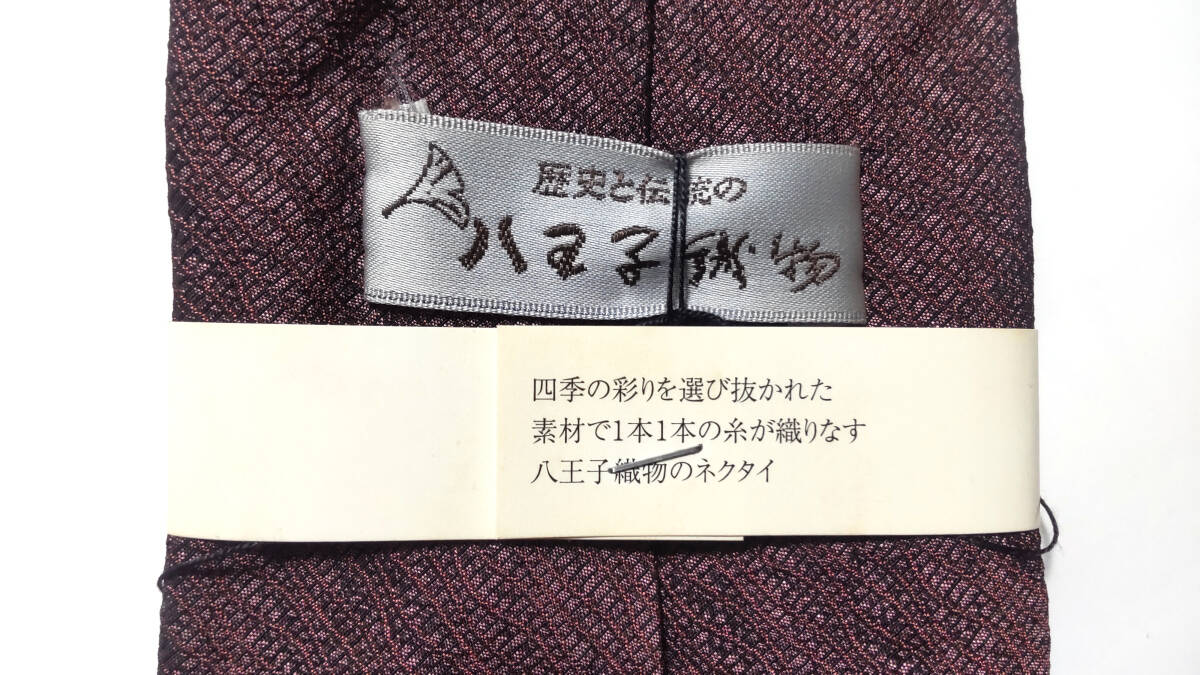 歴史と伝統の
八王子織物
四季の彩りを選び抜かれた
素材で1本1本の糸が織りなす
八王子織物のネクタイ